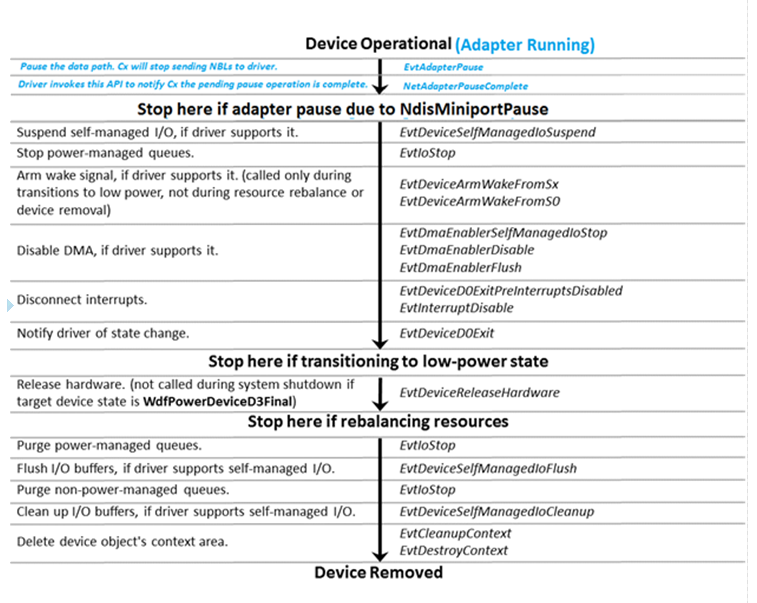 Device Operational (Adapter Running)
Pause the data path. Cx will stop sending NBLs to driver.
EvtAdapterPause
Driver invokes this API to notify Cx the pending pause operation is complete.
NetAdapterPauseComplete
Stop here if adapter pause due to NdisMiniportPause
Suspend self-managed I/O, if driver supports it.
EvtDeviceSelfManagedIoSuspend
Stop power-managed queues.
EvtIoStop
Arm wake signal, if driver supports it. (called only during
transitions to low power, not during resource rebalance or
device removal)
EvtDeviceArmWakeFromSx
EvtDeviceArmWakeFromS0
Disable DMA, if driver supports it.
EvtDmaEnablerSelfManagedIoStop
EvtDmaEnablerDisable
EvtDmaEnablerFlush
Disconnect interrupts.
EvtDeviceD0ExitPreInterruptsDisabled
EvtInterruptDisable
Notify driver of state change.
EvtDeviceD0Exit
Stop here if transitioning to low-power state
Release hardware. (not called during system shutdown if
target device state is WdfPowerDeviceD3Final)
EvtDeviceReleaseHardware
Stop here if rebalancing resources
Purge power-managed queues.
EvtIoStop
Flush I/O buffers, if driver supports self-managed I/O.
EvtDeviceSelfManagedIoFlush
Purge non-power-managed queues.
EvtIoStop
Clean up I/O buffers, if driver supports self-managed I/O.
EvtDeviceSelfManagedIoCleanup
Delete device object's context area.
EvtCleanupContext
EvtDestroyContext
Device Removed